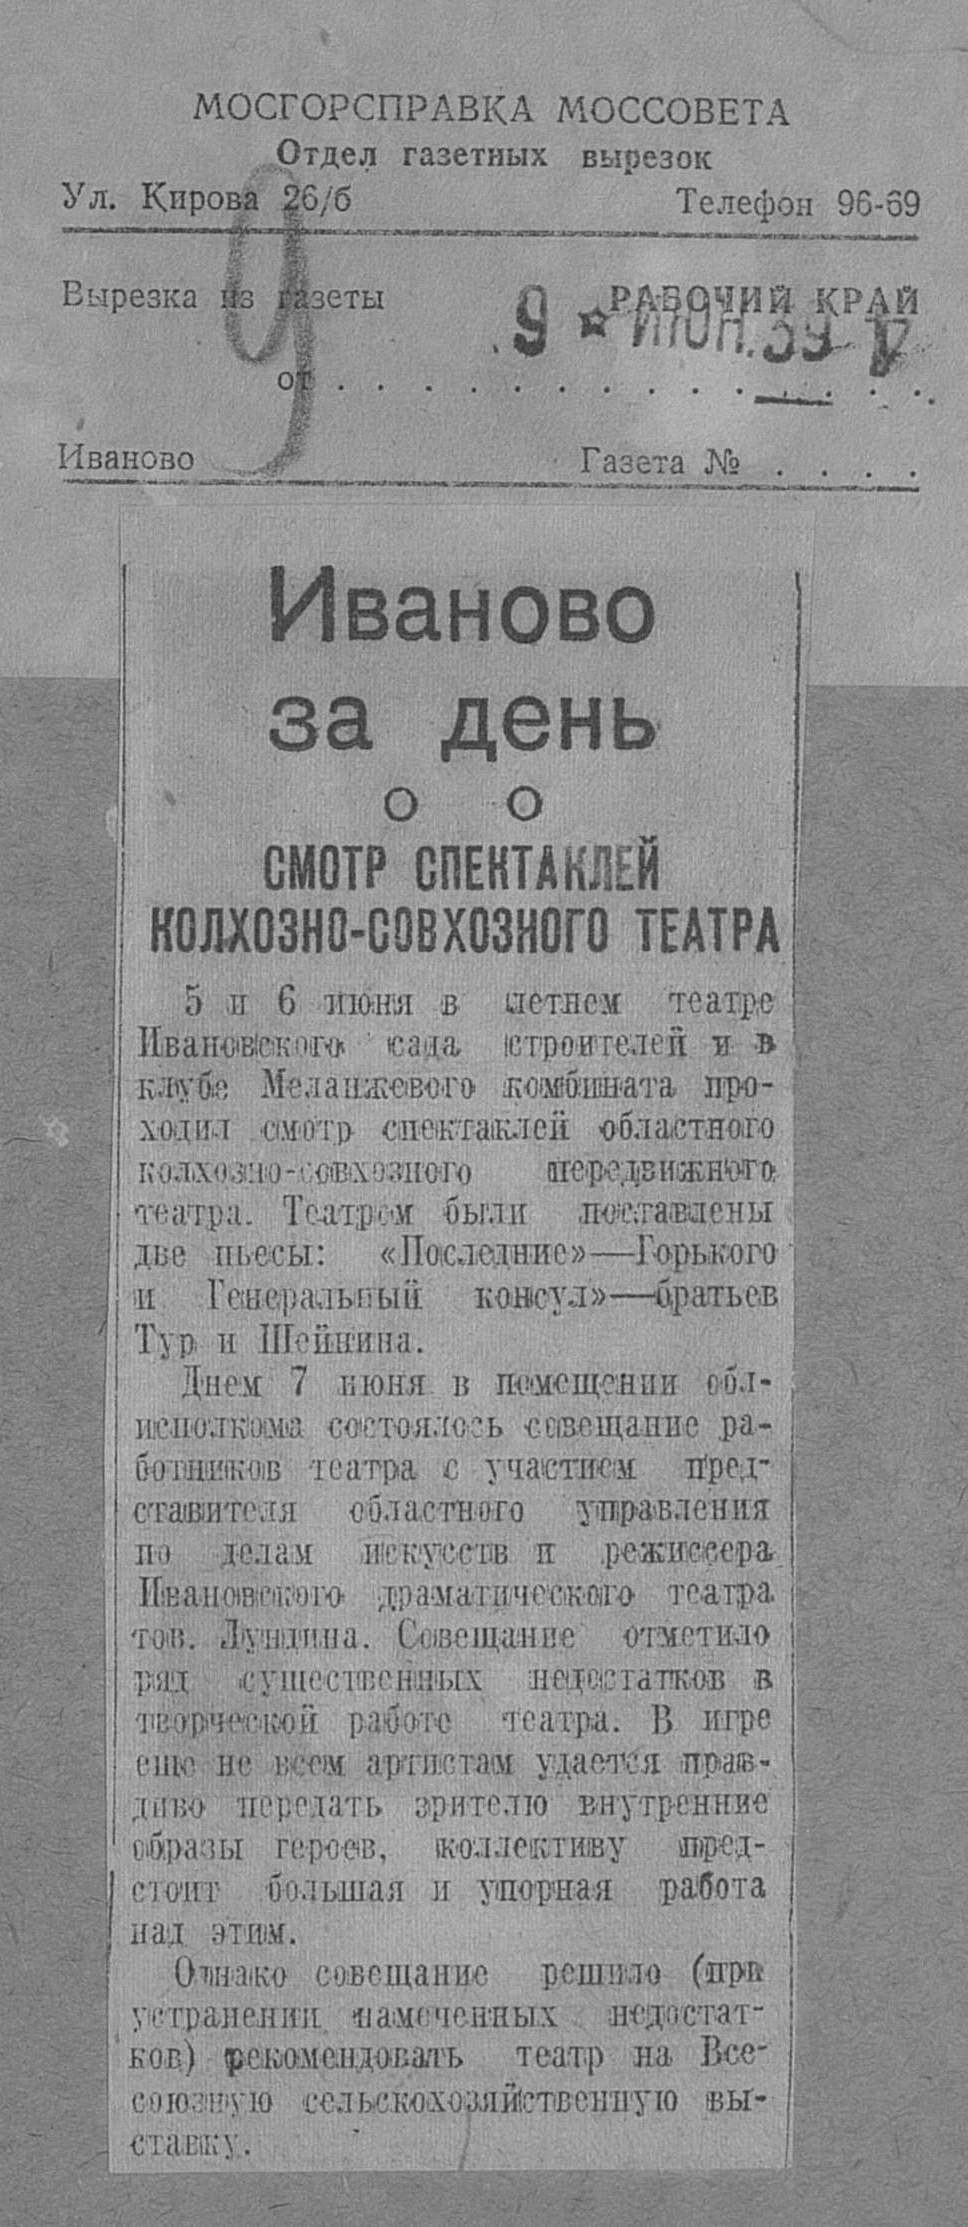 МОСГОРСПРАВКА МОССОВЕТА
Отдел газетных вырезок
Ул. Кирова 26/б Телефон 96-69
Вырезка из газеты РАБОЧИЙ КРАЙ
9 ИЮН. 39
от . . . . . . . . . . . .
Иваново Газета № . . . .
Иваново
за день
СМОТР СПЕКТАКЛЕЙ
КОЛХОЗНО-СОВХОЗНОГО ТЕАТРА
5 и 6 июня в летнем театре
Ивановского сада строителей и в
клубе Меланжевого комбината про-
ходил смотр спектаклей областного
колхозно-совхозного передвижного
театра. Театром были поставлены
две пьесы: «Последние»—Горького
и Генеральный консул»—братьев
Тур и Шейнина.
Днем 7 июня в помещении обл-
исполкома состоялось совещание ра-
ботников театра с участием пред-
ставителя областного управления
по делам искусств и режиссера
Ивановского драматического театра
тов. Лундина. Совещание отметило
ряд существенных недостатков в
творческой работе театра. В игре
еще не всем артистам удается прав-
диво передать зрителю внутренние
образы героев, коллективу пред-
стоит большая и упорная работа
над этим.
Однако совещание решило (при
устранении намеченных недостат-
ков) рекомендовать театр на Все-
союзную сельскохозяйственную вы-
ставку.